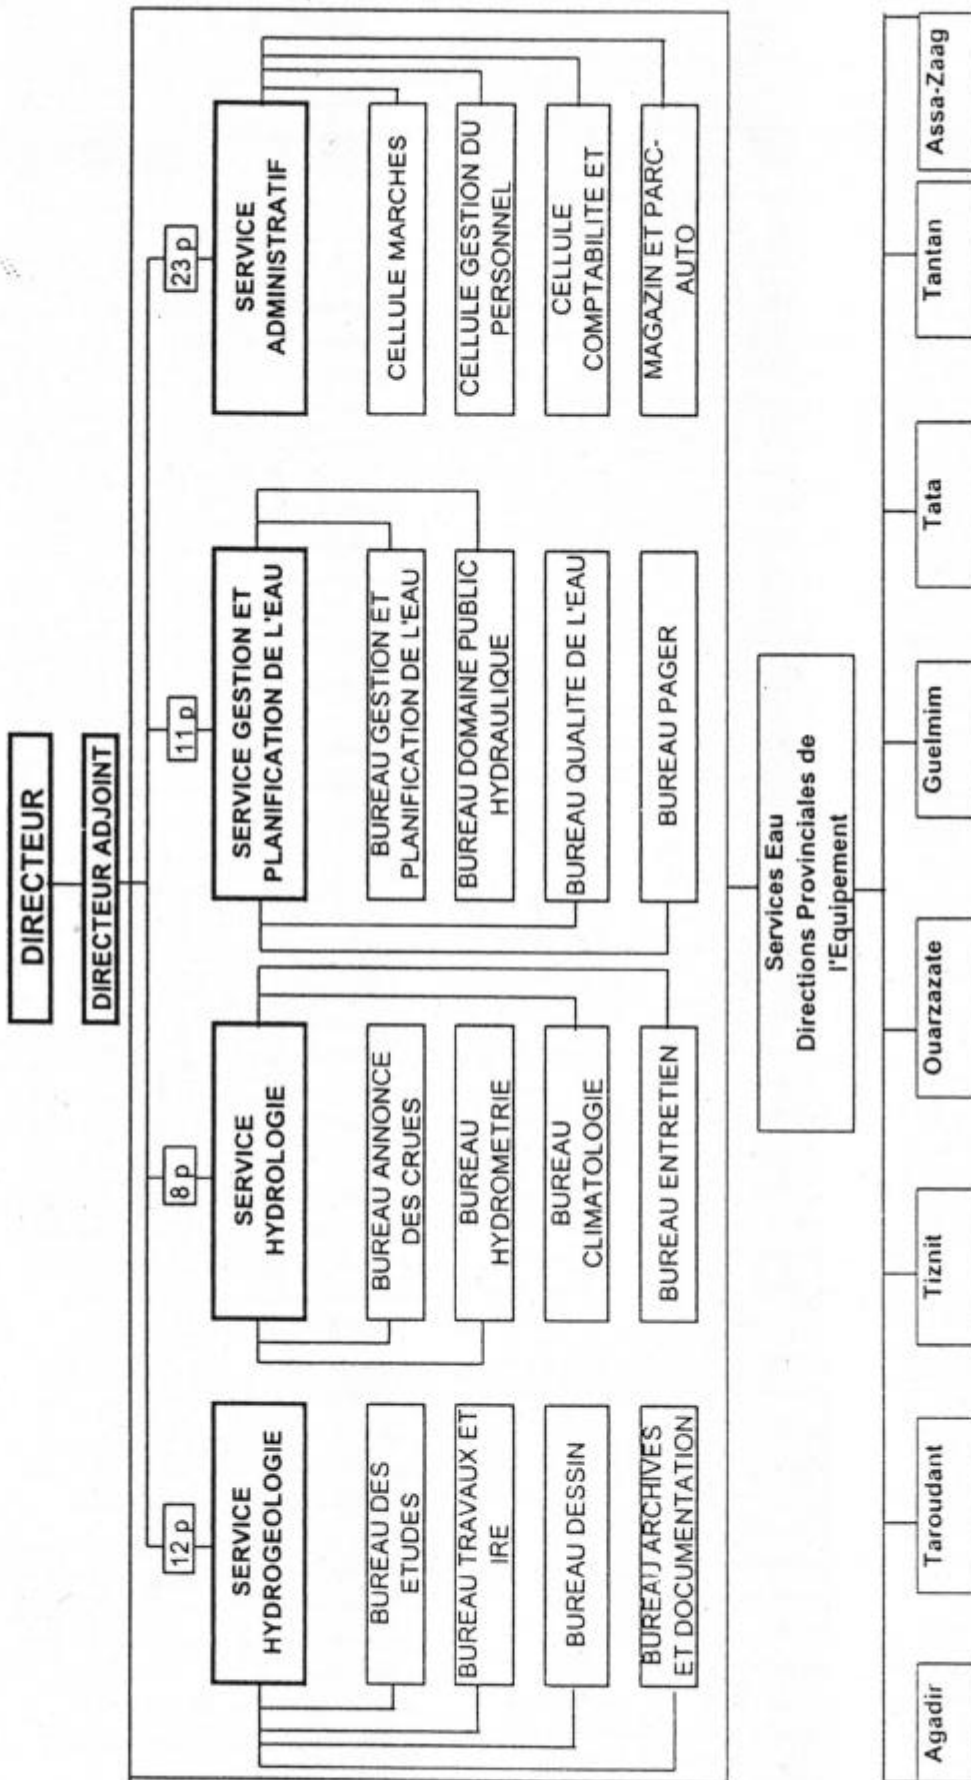 DIRECTEUR
DIRECTEUR ADJOINT
12 p
8 p
11 p
23 p
SERVICE
HYDROGEOLOGIE
BUREAU DES
ETUDES
BUREAU TRAVAUX ET
IRE
BUREAU DESSIN
BUREAU ARCHIVES
ET DOCUMENTATION
SERVICE
HYDROLOGIE
BUREAU ANNONCE
DES CRUES
BUREAU
HYDROMETRIE
BUREAU
CLIMATOLOGIE
BUREAU ENTRETIEN
SERVICE GESTION ET
PLANIFICATION DE L'EAU
BUREAU GESTION ET
PLANIFICATION DE L'EAU
BUREAU DOMAINE PUBLIC
HYDRAULIQUE
BUREAU QUALITE DE L'EAU
BUREAU PAGER
SERVICE
ADMINISTRATIF
CELLULE MARCHES
CELLULE GESTION DU
PERSONNEL
CELLULE
COMPTABILITE ET
MAGAZIN ET PARC-
AUTO
Services Eau
Directions Provinciales de
l'Equipement
Agadir
Taroudant
Tiznit
Ouarzazate
Guelmim
Tata
Tantan
Assa-Zaag